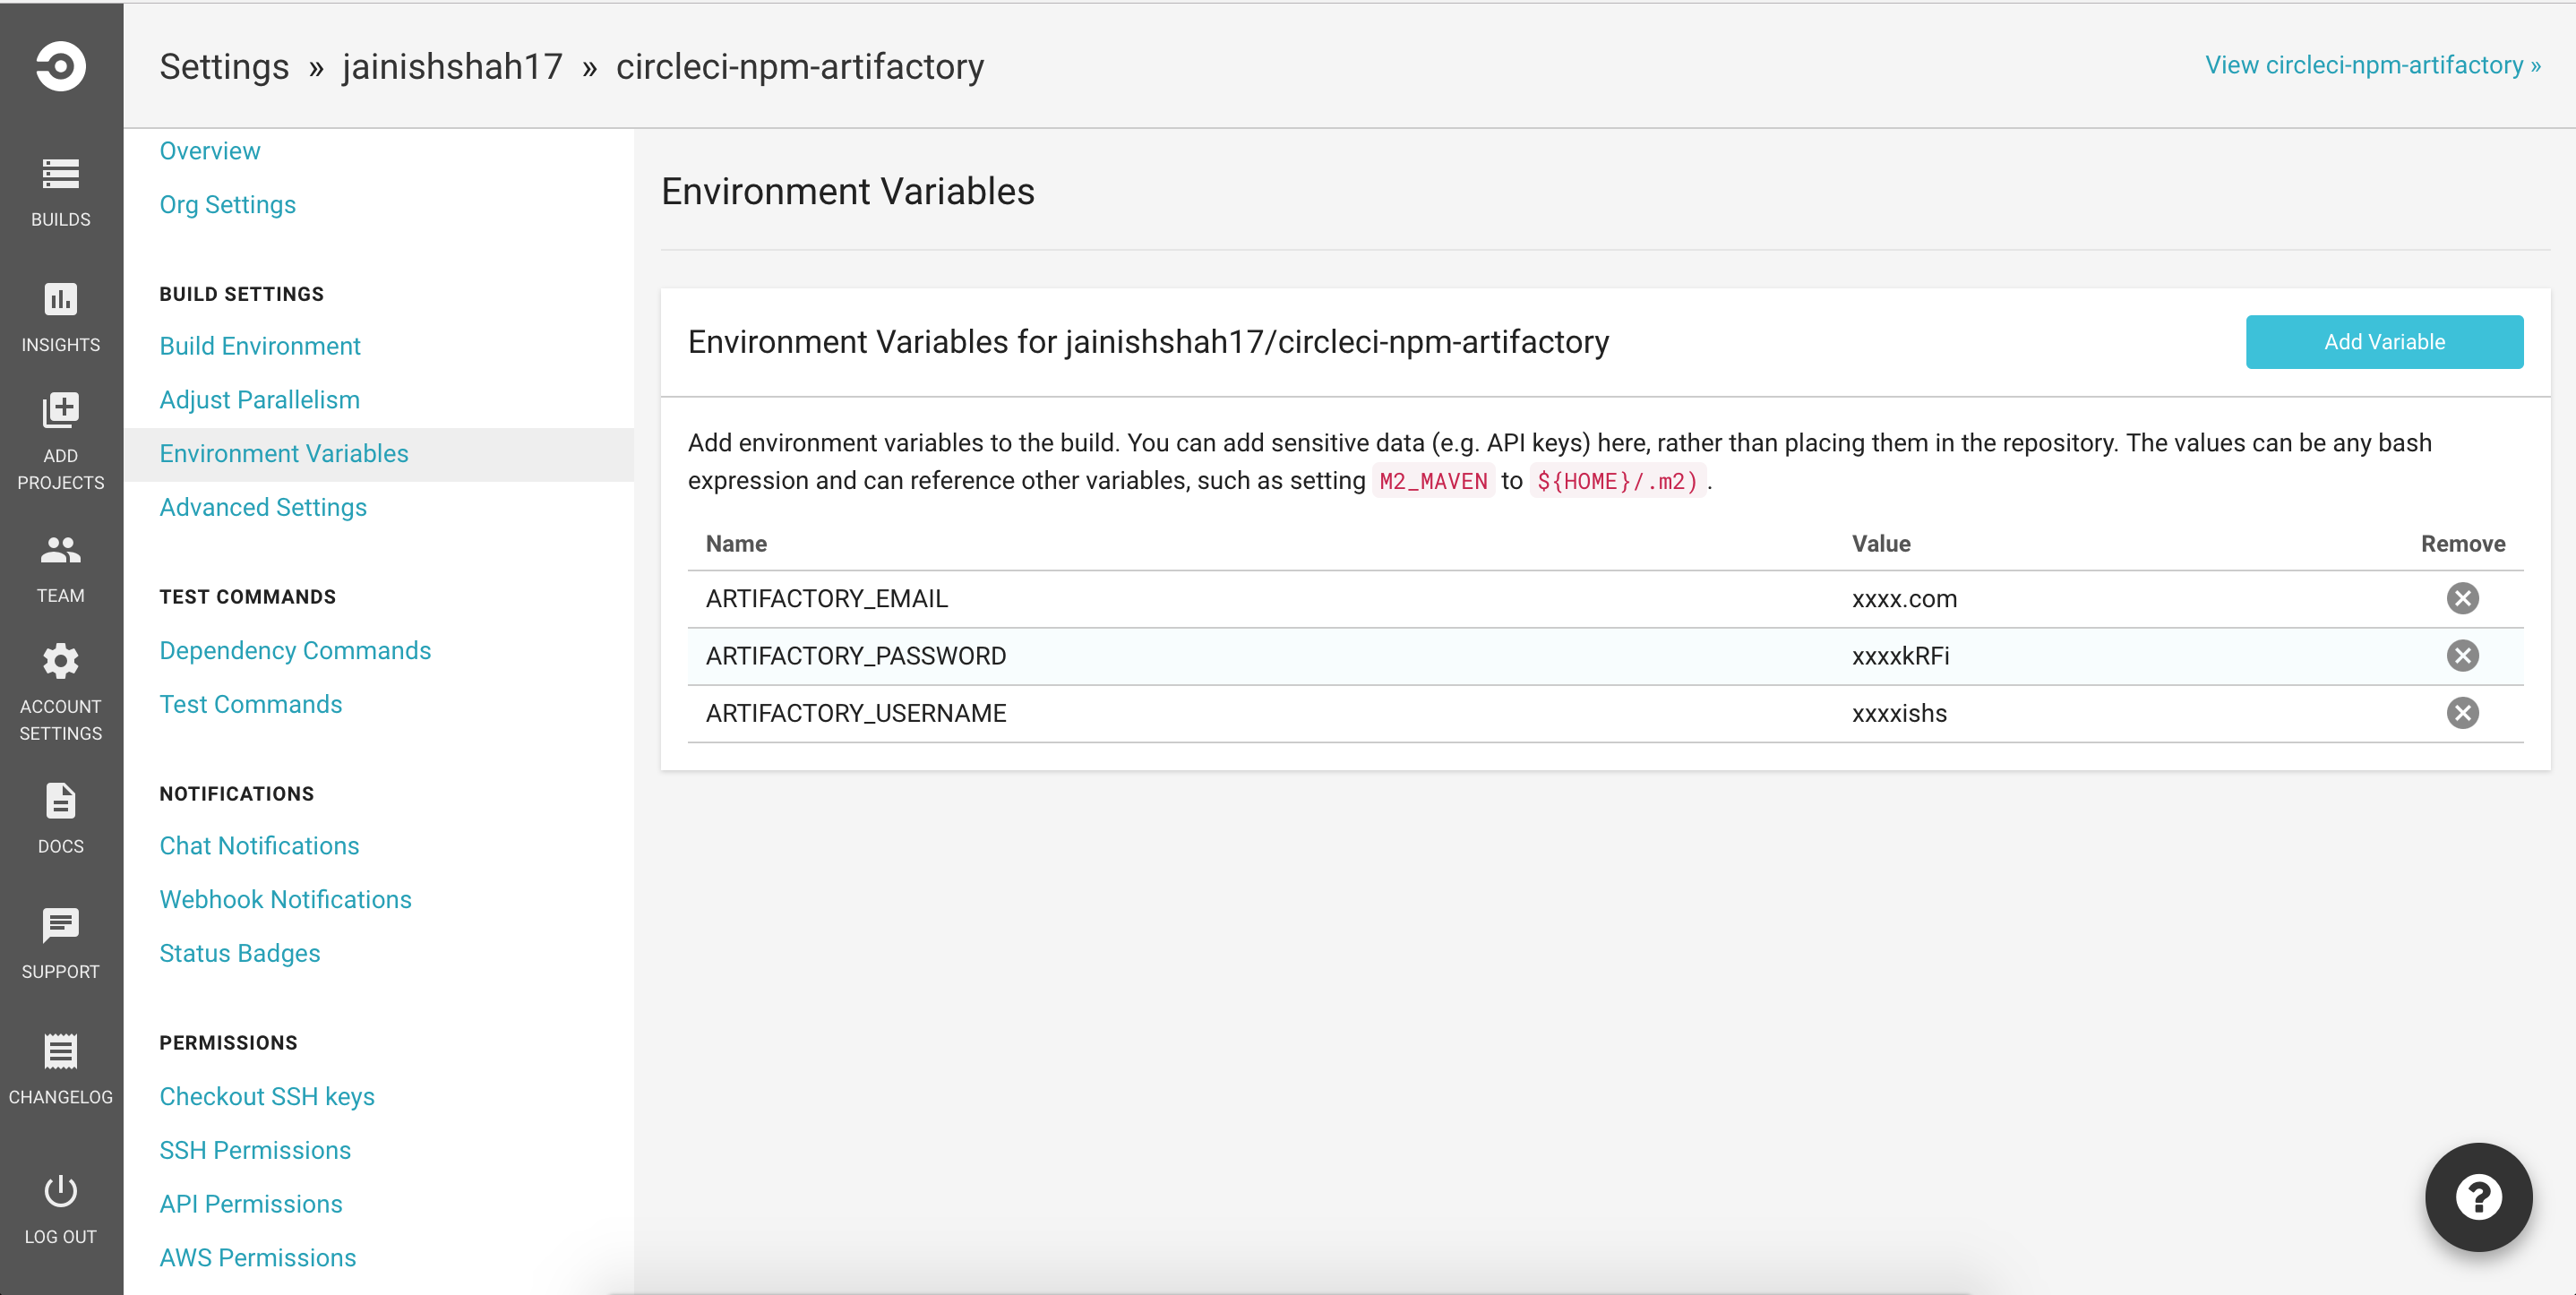 Settings » jainishshah17 » circleci-npm-artifactory
View circleci-npm-artifactory »
BUILDS
INSIGHTS
ADD
PROJECTS
TEAM
ACCOUNT
SETTINGS
DOCS
SUPPORT
CHANGELOG
LOG OUT
Overview
Org Settings
BUILD SETTINGS
Build Environment
Adjust Parallelism
Environment Variables
Advanced Settings
TEST COMMANDS
Dependency Commands
Test Commands
NOTIFICATIONS
Chat Notifications
Webhook Notifications
Status Badges
PERMISSIONS
Checkout SSH keys
SSH Permissions
API Permissions
AWS Permissions
Environment Variables
Environment Variables for jainishshah17/circleci-npm-artifactory
Add Variable
Add environment variables to the build. You can add sensitive data (e.g. API keys) here, rather than placing them in the repository. The values can be any bash
expression and can reference other variables, such as setting M2_MAVEN to ${HOME}/.m2) .
Name Value Remove
ARTIFACTORY_EMAIL xxxx.com
ARTIFACTORY_PASSWORD xxxxkRFi
ARTIFACTORY_USERNAME xxxxishs